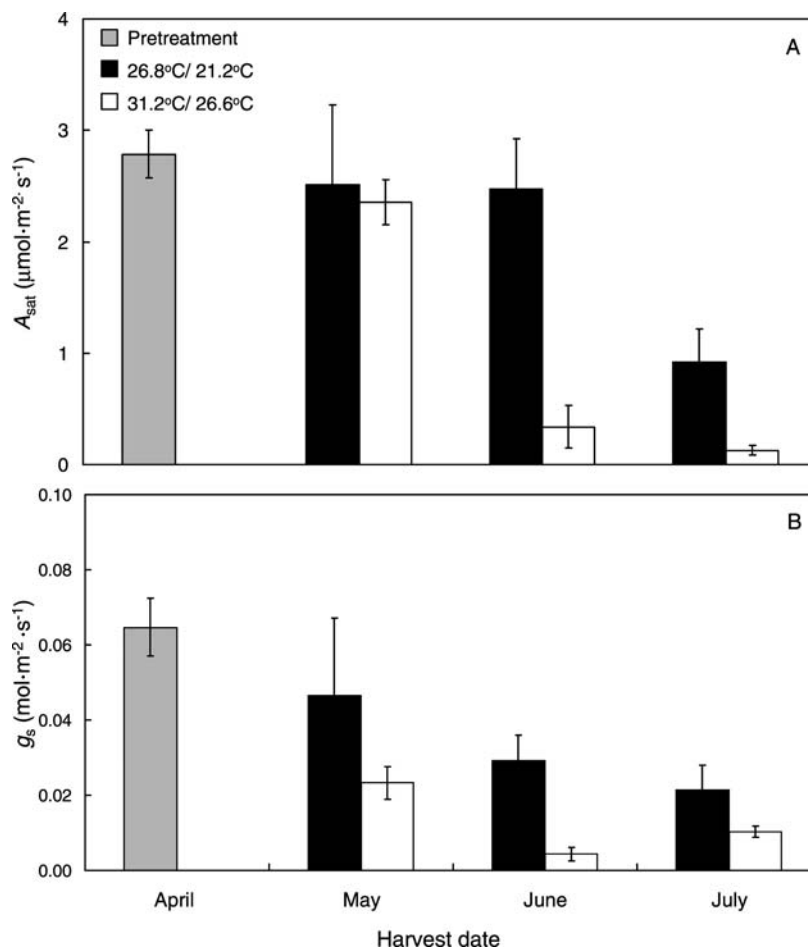 4
A
Pretreatment
26.8°C/ 21.2°C
31.2°C/ 26.6°C
3
2
1
0
A_sat (µmol·m⁻²· s⁻¹)
0.10
B
0.08
0.06
0.04
0.02
0.00
g_s (mol·m⁻² ·s⁻¹)
April May June July
Harvest date